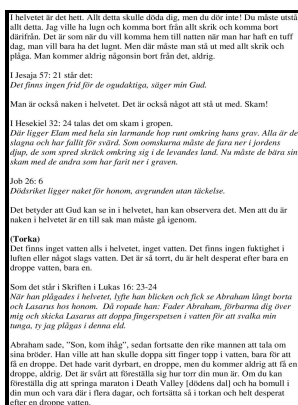 I helvetet är det hett. Allt detta skulle döda dig, men du dör inte! Du måste utstå
allt detta. Jag ville ha lugn och komma bort från allt skrik och komma bort
därifrån. Det är som när du vill komma hem till natten när man har haft en tuff
dag, man vill bara ha det lugnt. Men där måste man stå ut med allt skrik och
plåga. Man kommer aldrig någonsin bort från det, aldrig.
I Jesaja 57: 21 står det:
Det finns ingen frid för de ogudaktiga, säger min Gud.
Man är också naken i helvetet. Det är också något att stå ut med. Skam!
I Hesekiel 32: 24 talas det om skam i gropen.
Där ligger Elam med hela sin larmande hop runt omkring hans grav. Alla är de
slagna och har fallit för svärd. Som oomskurna måste de fara ner i jordens
djup, de som spred skräck omkring sig i de levandes land. Nu måste de bära sin
skam med de andra som har farit ner i graven.
Job 26: 6
Dödsriket ligger naket för honom, avgrunden utan täckelse.
Det betyder att Gud kan se in i helvetet, han kan observera det. Men att du är
naken i helvetet är en till sak man måste gå igenom.
(Torka)
Det finns inget vatten alls i helvetet, inget vatten. Det finns ingen fuktighet i
luften eller något slags vatten. Det är så torrt, du är helt desperat efter bara en
droppe vatten, bara en.
Som det står i Skriften i Lukas 16: 23-24
När han plågades i helvetet, lyfte han blicken och fick se Abraham långt borta
och Lasarus hos honom. Då ropade han: Fader Abraham, förbarma dig över
mig och skicka Lasarus att doppa fingerspetsen i vatten för att svalka min
tunga, ty jag plågas i denna eld.
Abraham sade, "Son, kom ihåg", sedan fortsatte den rike mannen att tala om
sina bröder. Han ville att han skulle doppa sitt finger topp i vatten, bara för att
få en droppe. Det hade varit dyrbart, en droppe, men du kommer aldrig att få en
droppe, aldrig. Det är svårt att föreställa sig hur torr din mun är. Om du kan
föreställa dig att springa maraton i Death Valley [dödens dal] och ha bomull i
din mun och vara där i flera dagar, och fortsätta så i torkan och helt desperat
efter en droppe vatten.